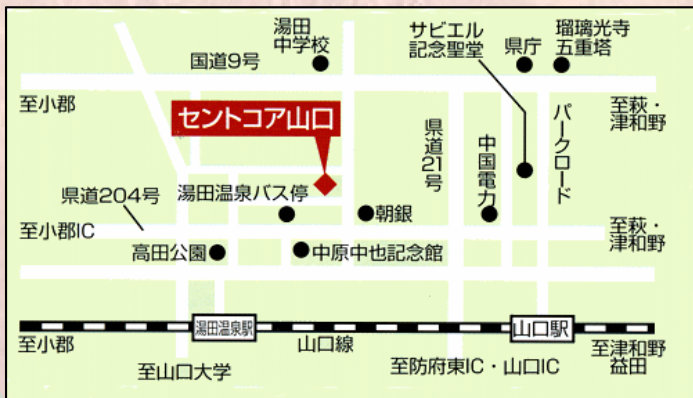 湯田
中学校
サビエル
記念聖堂
県庁
瑠璃光寺
五重塔
国道9号
至小郡
至萩・
津和野
セントコア山口
県道21号
中国電力
パークロード
県道204号
湯田温泉バス停
朝銀
至小郡IC
至萩・
津和野
高田公園
中原中也記念館
湯田温泉駅
山口駅
至小郡
山口線
至津和野
益田
至山口大学
至防府東IC・山口IC